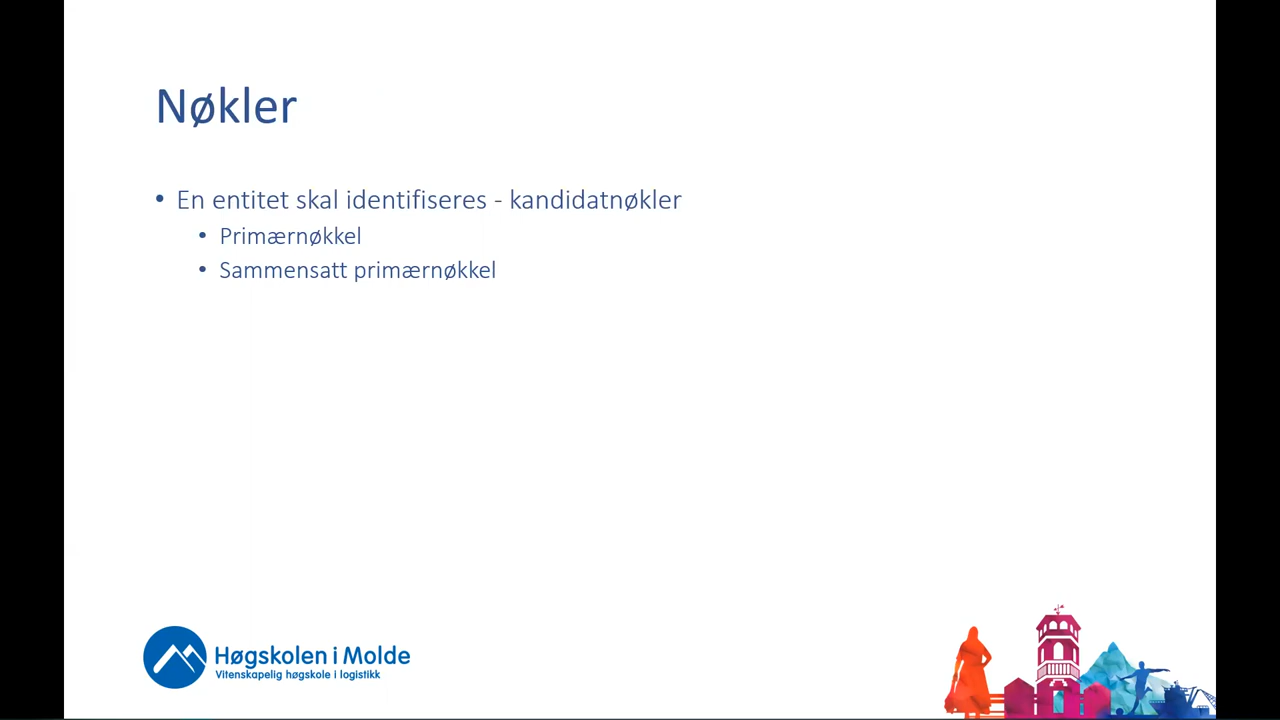 Nøkler
• En entitet skal identifiseres - kandidatnøkler
• Primærnøkkel
• Sammensatt primærnøkkel
Høgskolen i Molde
Vitenskapelig høgskole i logistikk